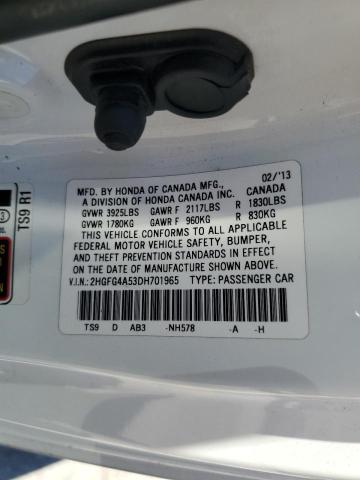 02/'13
MFD. BY HONDA OF CANADA MFG., CANADA
A DIVISION OF HONDA CANADA INC.
GVWR 3925LBS GAWR F 2117LBS R 1830LBS
GVWR 1780KG GAWR F 960KG R 830KG
THIS VEHICLE CONFORMS TO ALL APPLICABLE
FEDERAL MOTOR VEHICLE SAFETY, BUMPER,
AND THEFT PREVENTION STANDARDS IN EFFECT
ON THE DATE OF MANUFACTURE SHOWN ABOVE.
V.I.N.: 2HGFG4A53DH701965 TYPE: PASSENGER CAR
TS9 D AB3 -NH578 -A -H
TS9 R1